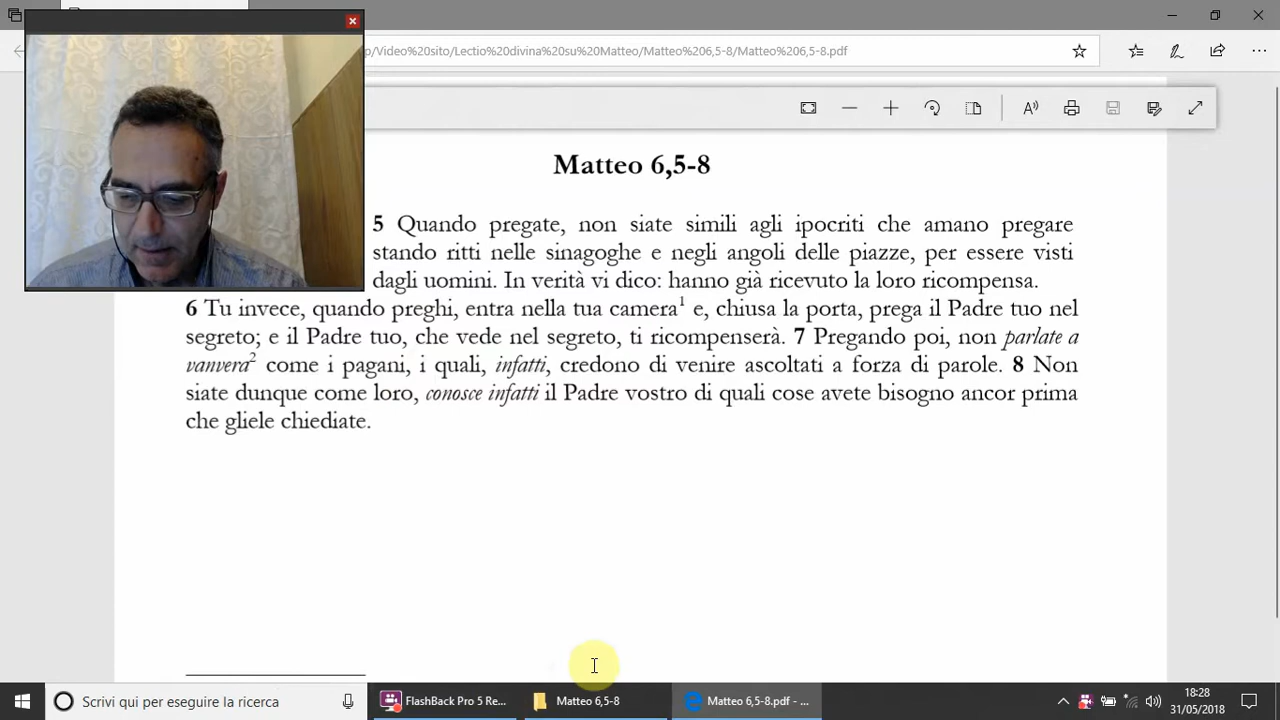 p/Video%20sito/Lectio%20divina%20su%20Matteo/Matteo%206,5-8/Matteo%206,5-8.pdf
Matteo 6,5-8
5 Quando pregate, non siate simili agli ipocriti che amano pregare
stando ritti nelle sinagoghe e negli angoli delle piazze, per essere visti
dagli uomini. In verità vi dico: hanno già ricevuto la loro ricompensa.
6 Tu invece, quando preghi, entra nella tua camera¹ e, chiusa la porta, prega il Padre tuo nel
segreto; e il Padre tuo, che vede nel segreto, ti ricompenserà. 7 Pregando poi, non parlate a
vanvera² come i pagani, i quali, infatti, credono di venire ascoltati a forza di parole. 8 Non
siate dunque come loro, conosce infatti il Padre vostro di quali cose avete bisogno ancor prima
che gliele chiediate.
Scrivi qui per eseguire la ricerca
FlashBack Pro 5 Re...
Matteo 6,5-8
Matteo 6,5-8.pdf - ...
18:28
31/05/2018